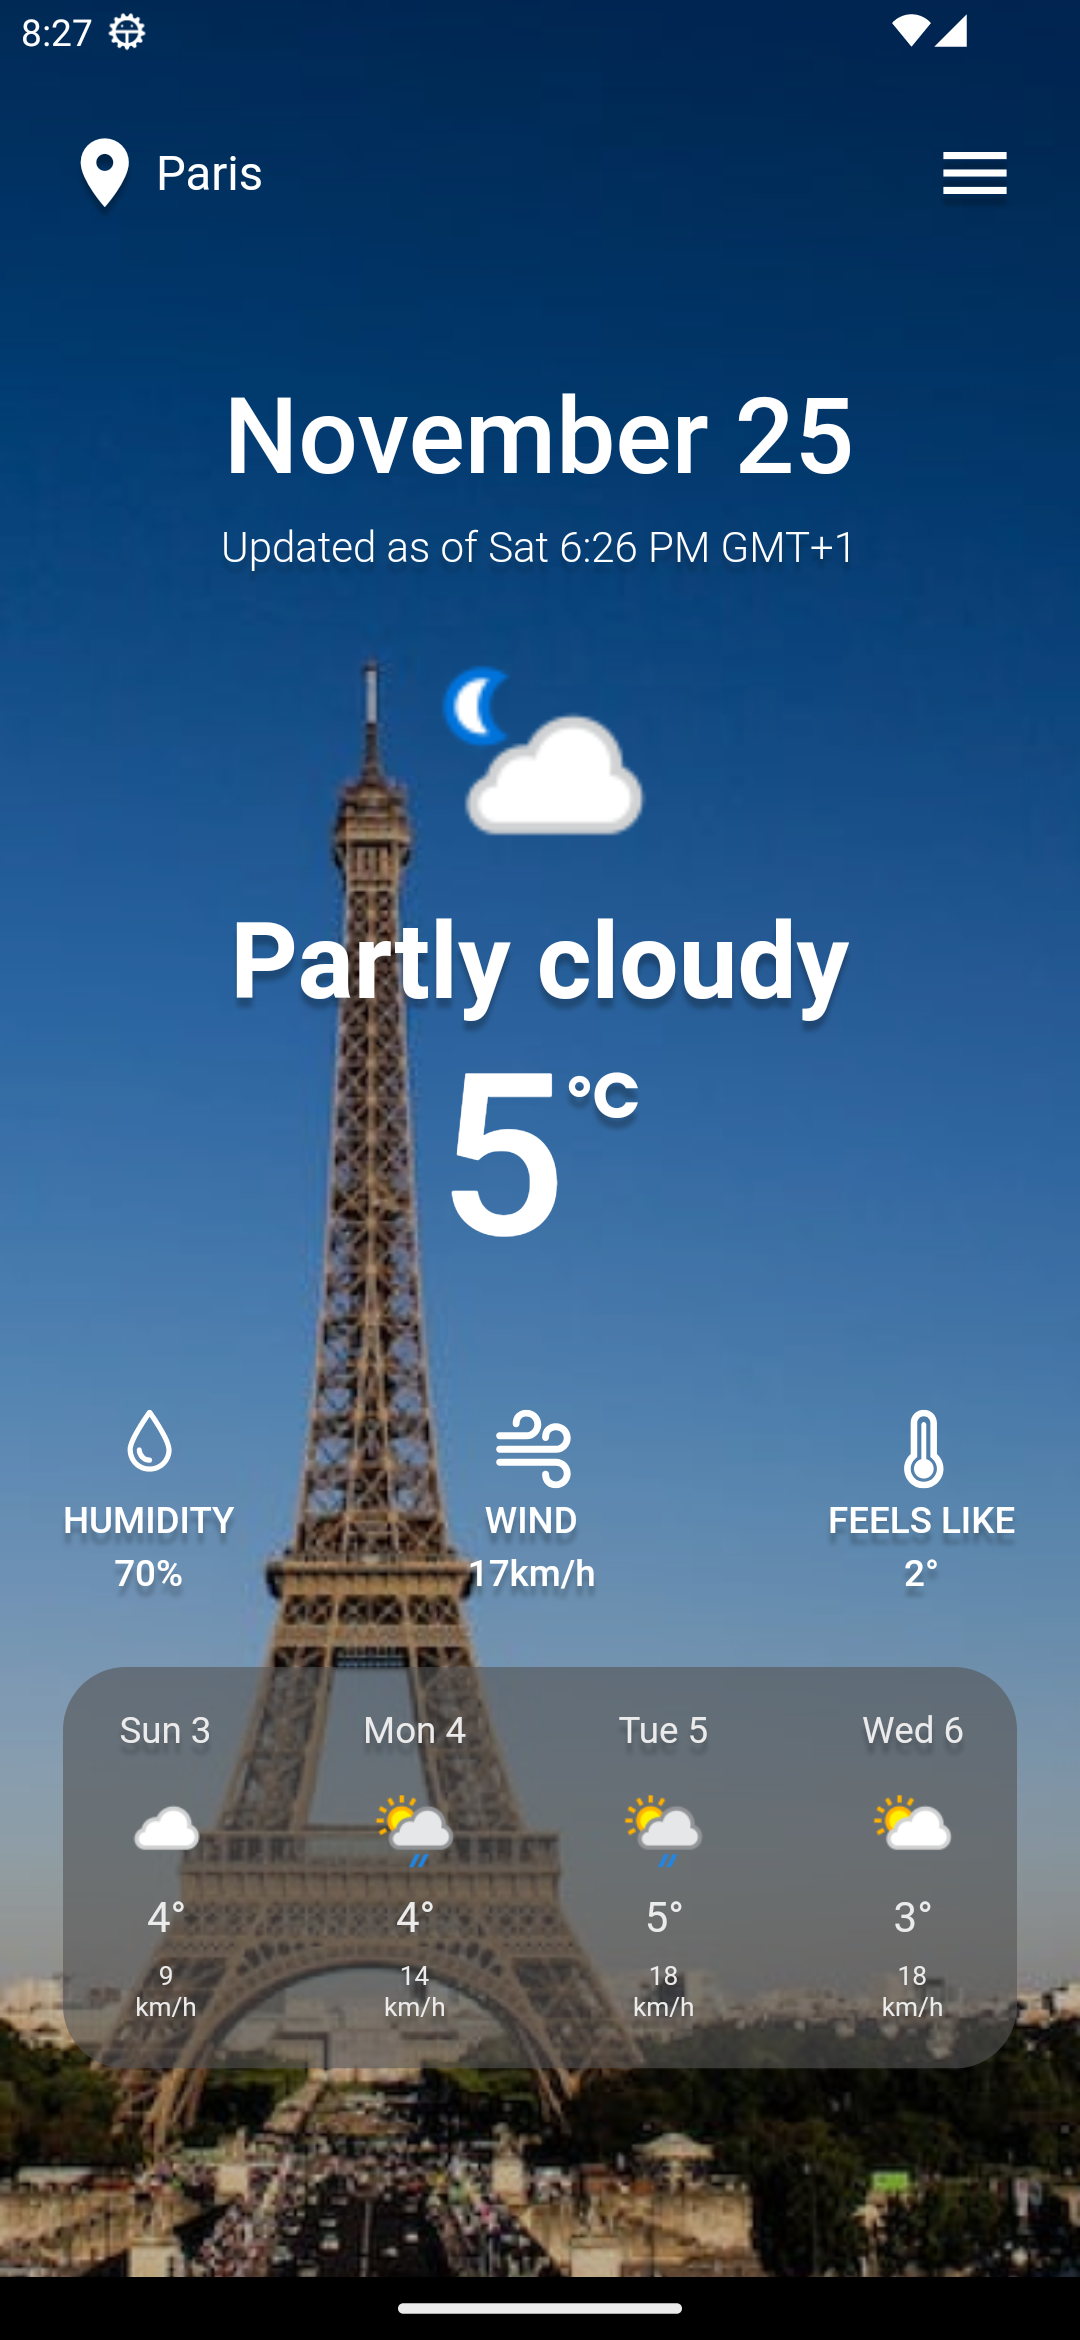 8:27
Paris
November 25
Updated as of Sat 6:26 PM GMT+1
Partly cloudy
5°C
HUMIDITY WIND FEELS LIKE
70% 17km/h 2°
Sun 3 Mon 4 Tue 5 Wed 6
4° 4° 5° 3°
9 14 18 18
km/h km/h km/h km/h